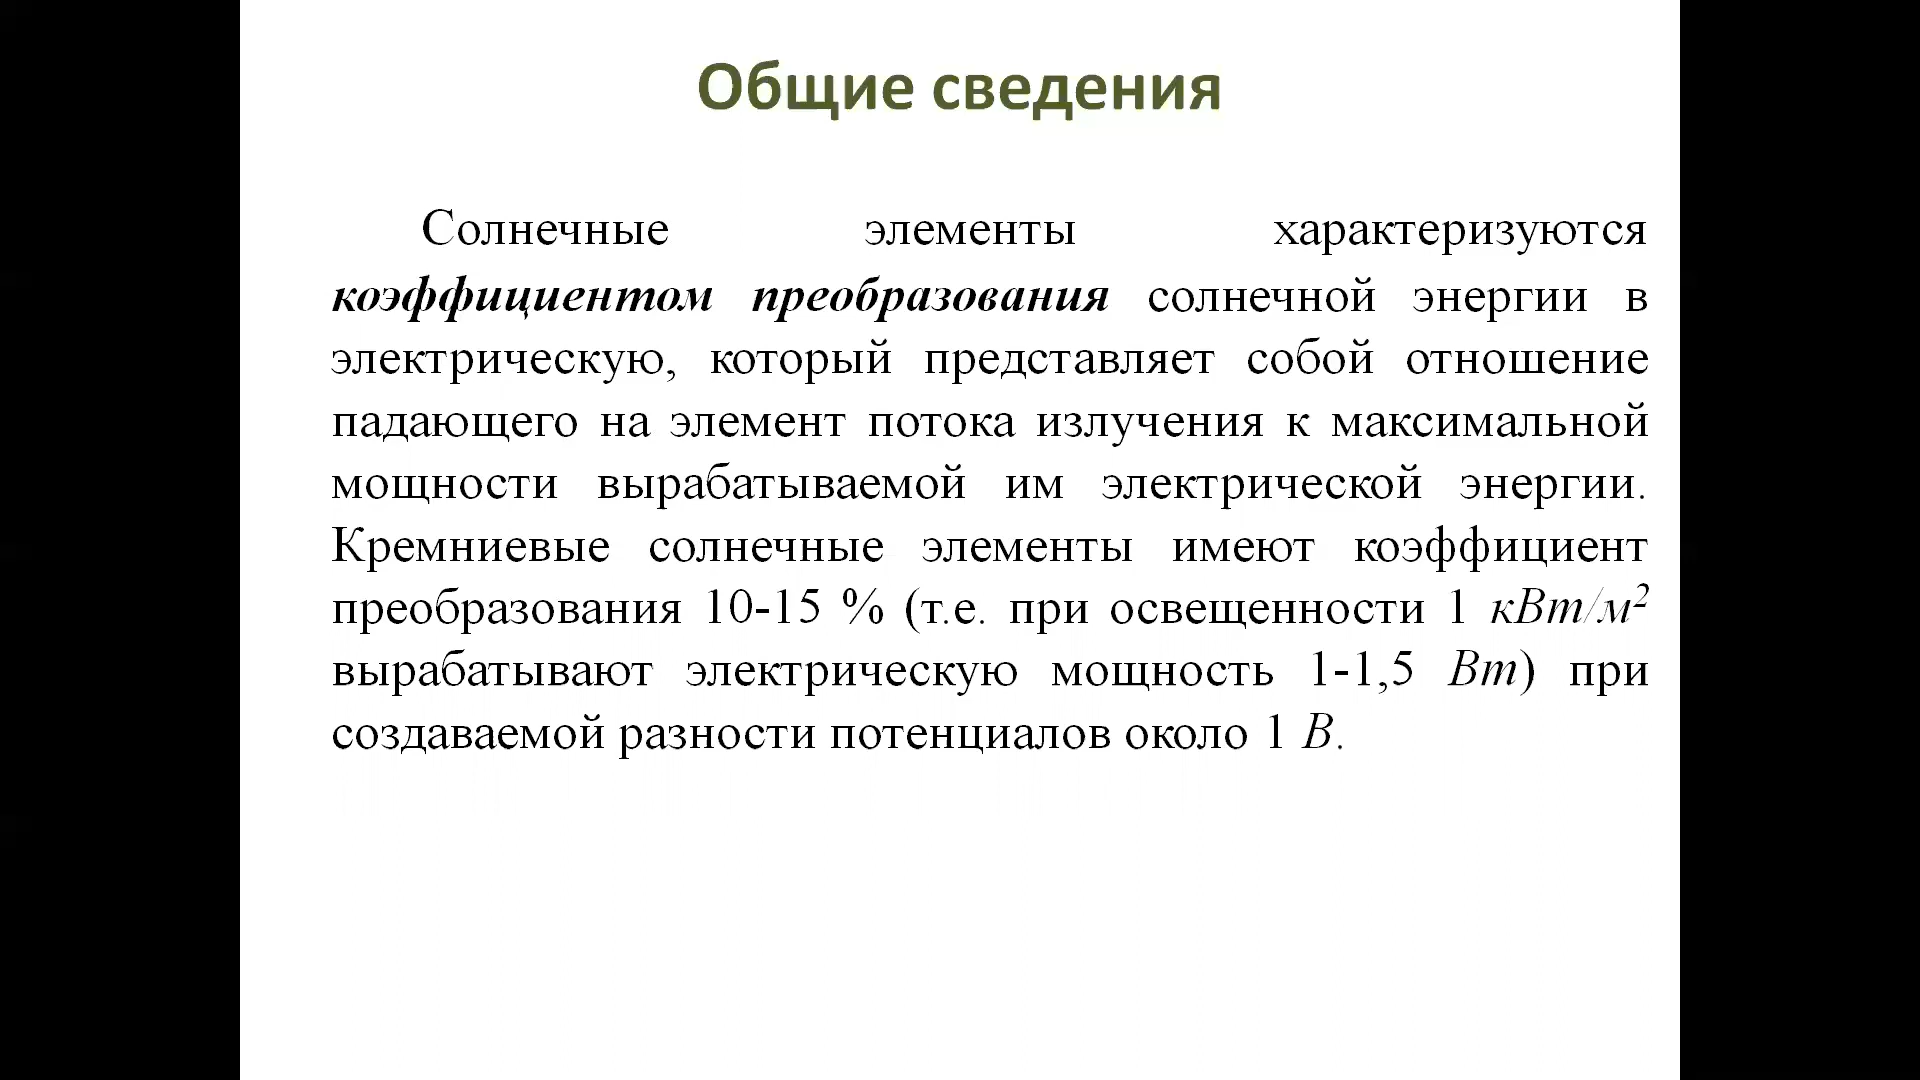 Общие сведения
Солнечные элементы характеризуются
коэффициентом преобразования солнечной энергии в
электрическую, который представляет собой отношение
падающего на элемент потока излучения к максимальной
мощности вырабатываемой им электрической энергии.
Кремниевые солнечные элементы имеют коэффициент
преобразования 10-15 % (т.е. при освещенности 1 кВт/м²
вырабатывают электрическую мощность 1-1,5 Вт) при
создаваемой разности потенциалов около 1 В.